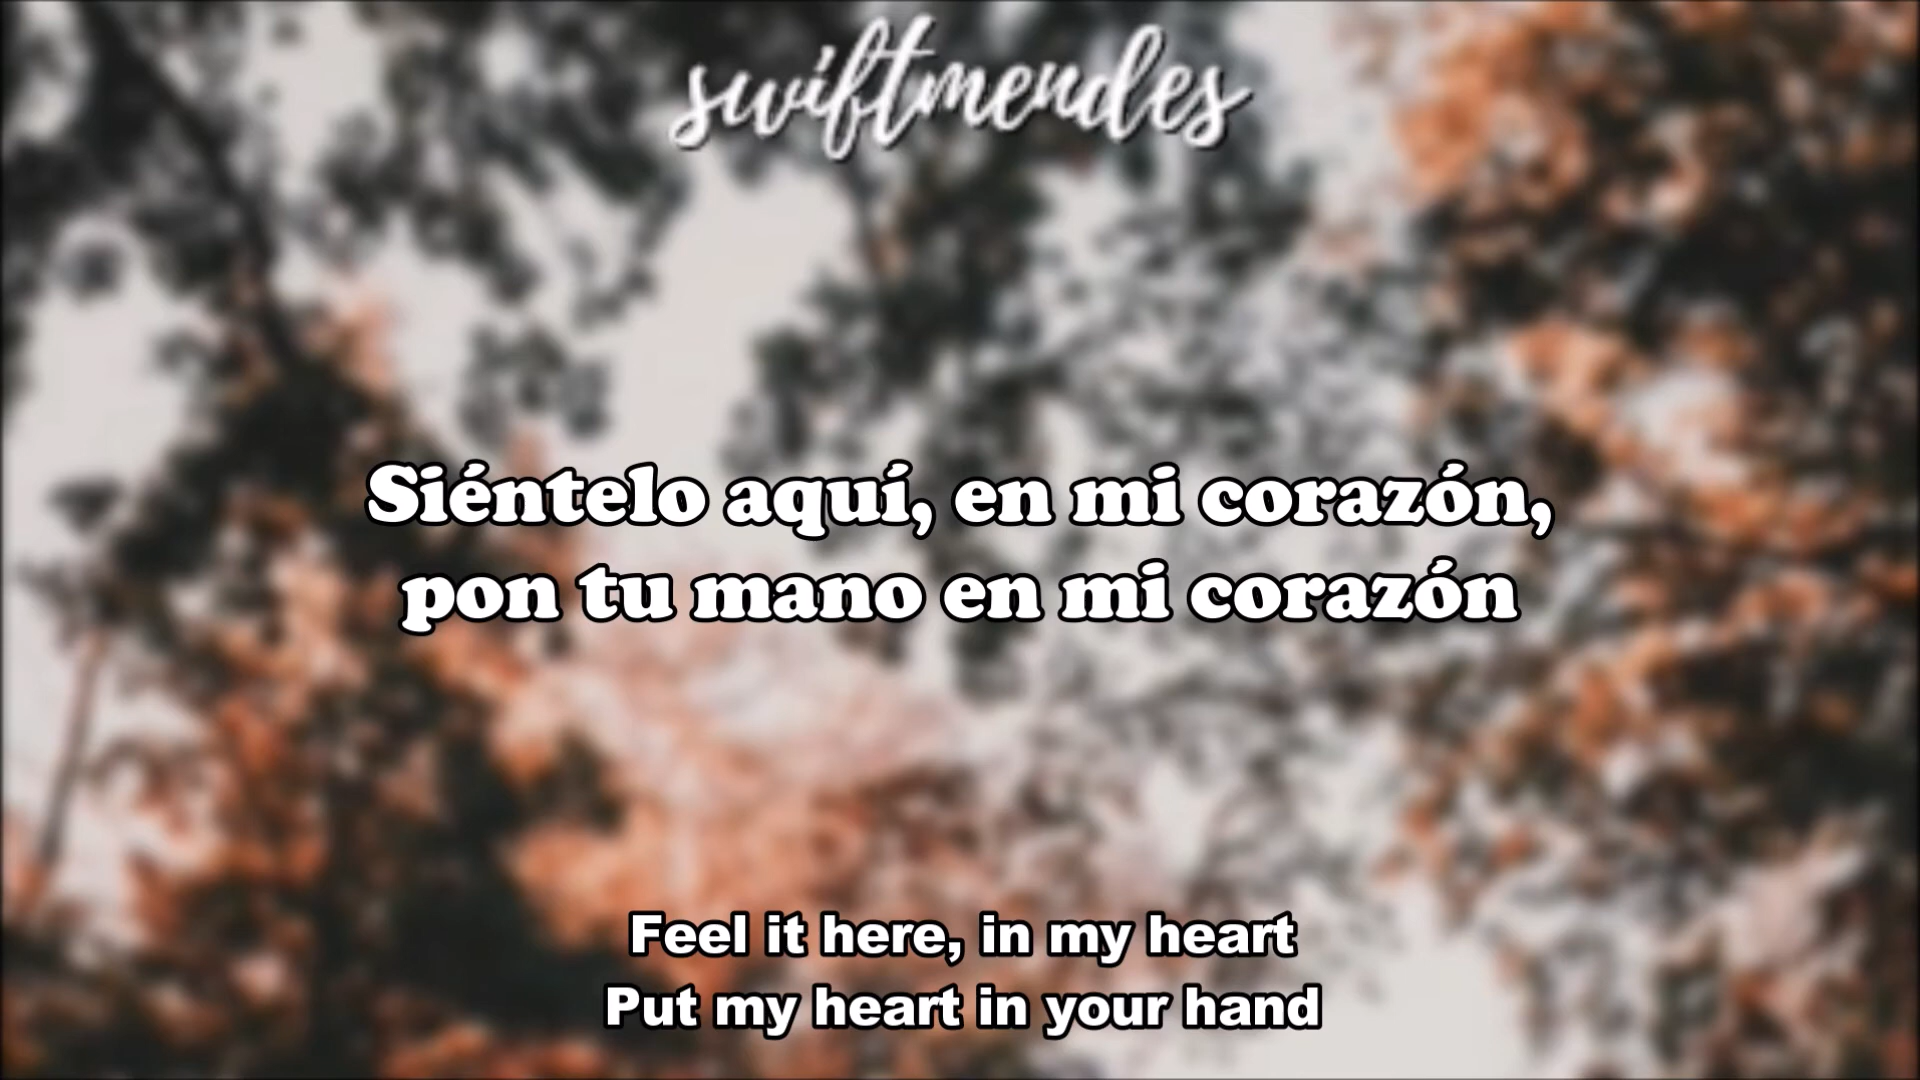 swiftmendes
Siéntelo aquí, en mi corazón,
pon tu mano en mi corazón
Feel it here, in my heart
Put my heart in your hand